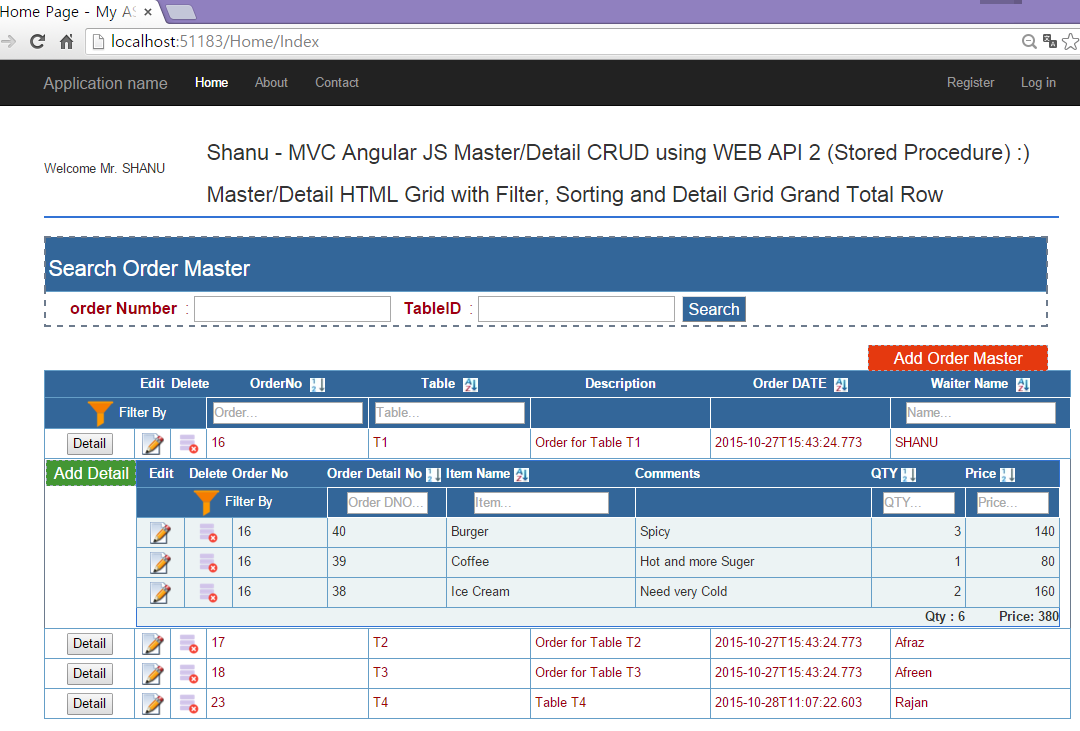 Home Page - My AS
localhost:51183/Home/Index
Application name Home About Contact Register Log in
Welcome Mr. SHANU
Shanu - MVC Angular JS Master/Detail CRUD using WEB API 2 (Stored Procedure) :)
Master/Detail HTML Grid with Filter, Sorting and Detail Grid Grand Total Row
Search Order Master
order Number : TableID : Search
Add Order Master
Edit Delete OrderNo Table Description Order DATE Waiter Name
Filter By Order... Table... Name...
Detail 16 T1 Order for Table T1 2015-10-27T15:43:24.773 SHANU
Add Detail Edit Delete Order No Order Detail No Item Name Comments QTY Price
Filter By Order DNO... Item... QTY... Price...
16 40 Burger Spicy 3 140
16 39 Coffee Hot and more Suger 1 80
16 38 Ice Cream Need very Cold 2 160
Qty : 6 Price: 380
Detail 17 T2 Order for Table T2 2015-10-27T15:43:24.773 Afraz
Detail 18 T3 Order for Table T3 2015-10-27T15:43:24.773 Afreen
Detail 23 T4 Table T4 2015-10-28T11:07:22.603 Rajan